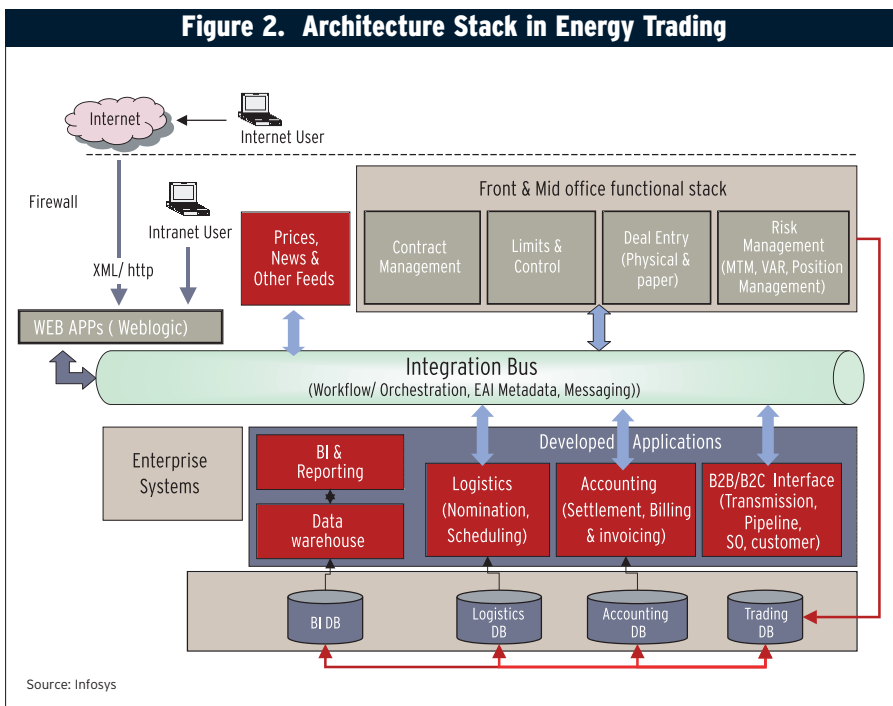 Figure 2. Architecture Stack in Energy Trading
Internet
Internet User
Firewall
Intranet User
XML/ http
WEB APPs ( Weblogic)
Prices,
News &
Other Feeds
Front & Mid office functional stack
Contract
Management
Limits &
Control
Deal Entry
(Physical &
paper)
Risk
Management
(MTM, VAR, Position
Management)
Integration Bus
(Workflow/ Orchestration, EAI Metadata, Messaging))
Enterprise
Systems
Developed Applications
BI &
Reporting
Data
warehouse
Logistics
(Nomination,
Scheduling)
Accounting
(Settlement, Billing
& invoicing)
B2B/B2C Interface
(Transmission,
Pipeline,
SO, customer)
BI DB
Logistics
DB
Accounting
DB
Trading
DB
Source: Infosys